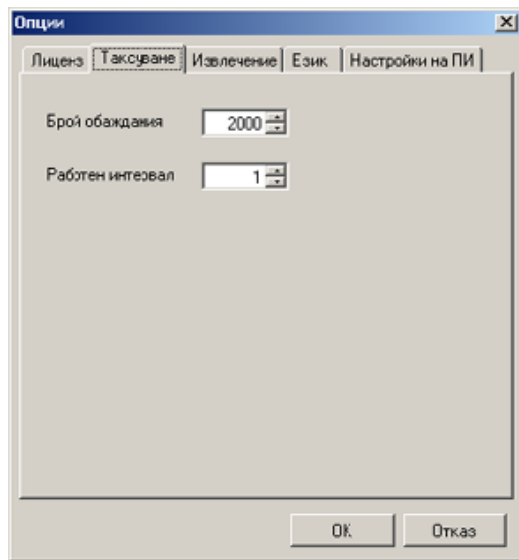 Опции
Лиценз Таксуване Извлечение Език Настройки на ПИ
Брой обаждания 2000
Работен интервал 1
OK Отказ